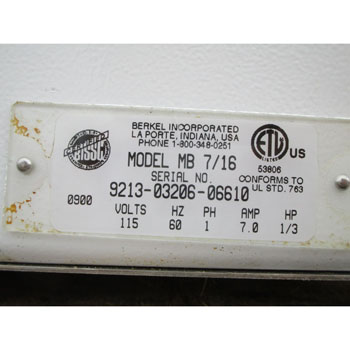 BERKEL INCORPORATED
LA PORTE, INDIANA, USA
PHONE 1-800-348-0251
MODEL MB 7/16
SERIAL NO.
9213-03206-06610
0900
VOLTS HZ PH AMP HP
115 60 1 7.0 1/3
BISSC
ETL US
LISTED
53806
CONFORMS TO
UL STD. 763